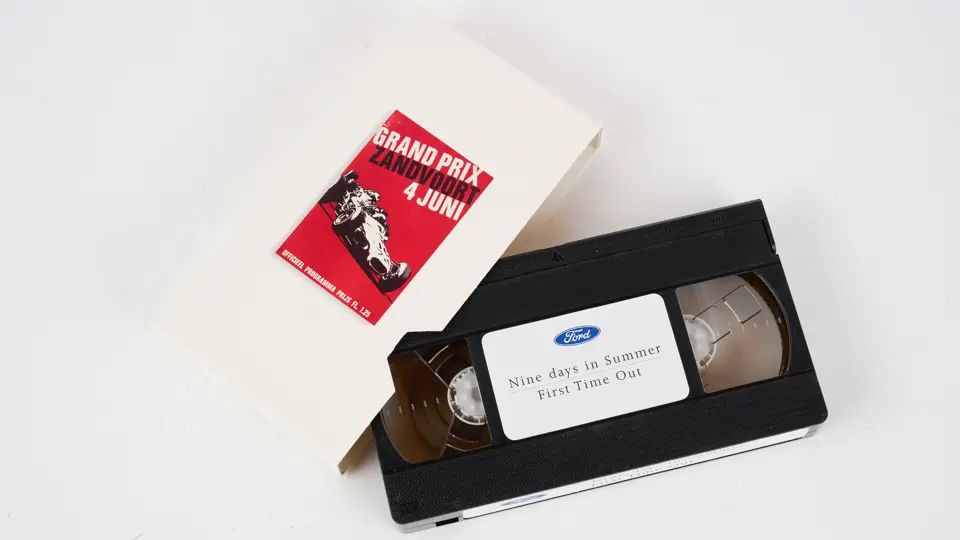 GRAND PRIX
ZANDVOORT
4 JUNI
OFFICIEEL PROGRAMMA PRIJS FL. 1.25
Ford
Nine days in Summer
First Time Out